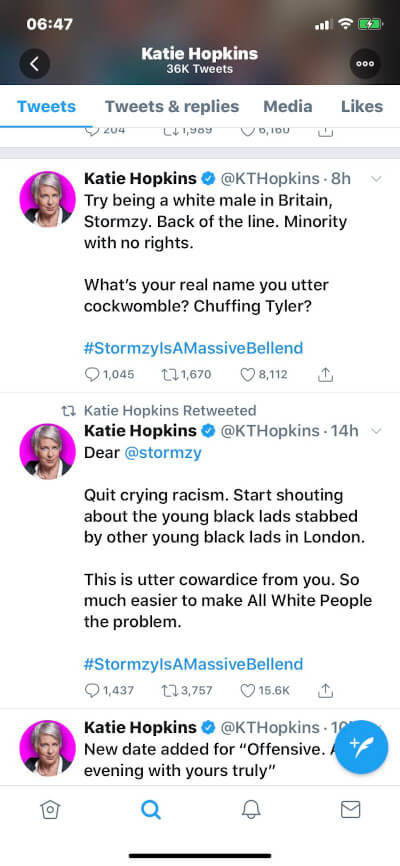 06:47
Katie Hopkins
36K Tweets
Tweets Tweets & replies Media Likes
204 1,989 6,160
Katie Hopkins @KTHopkins · 8h
Try being a white male in Britain,
Stormzy. Back of the line. Minority
with no rights.
What's your real name you utter
cockwomble? Chuffing Tyler?
#StormzyIsAMassiveBellend
1,045 1,670 8,112
Katie Hopkins Retweeted
Katie Hopkins @KTHopkins · 14h
Dear @stormzy
Quit crying racism. Start shouting
about the young black lads stabbed
by other young black lads in London.
This is utter cowardice from you. So
much easier to make All White People
the problem.
#StormzyIsAMassiveBellend
1,437 3,757 15.6K
Katie Hopkins @KTHopkins ·
New date added for “Offensive.
evening with yours truly”